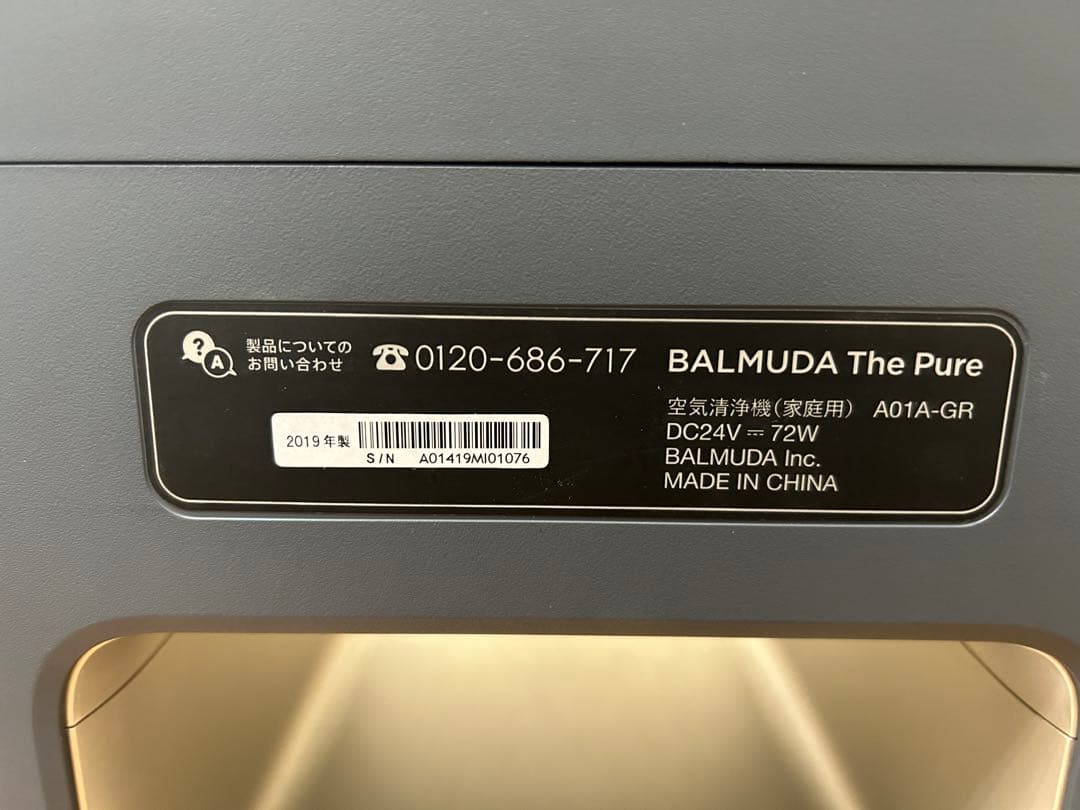 ? A 製品についての
お問い合わせ
☎0120-686-717
2019年製
S/N A01419MI01076
BALMUDA The Pure
空気清浄機(家庭用) A01A-GR
DC24V ⎓ 72W
BALMUDA Inc.
MADE IN CHINA